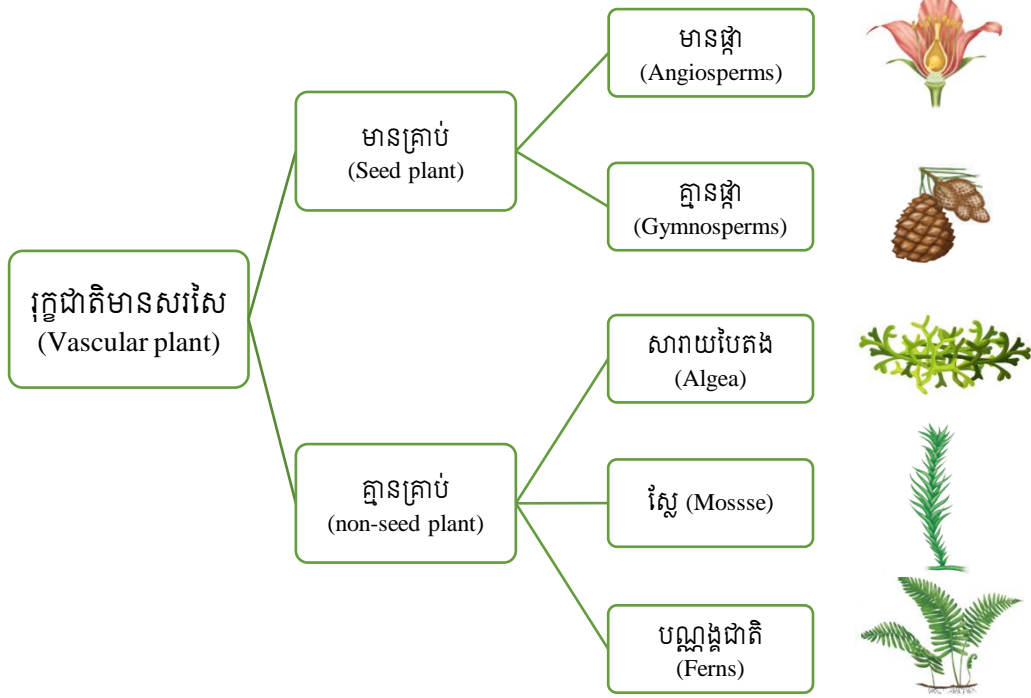 រុក្ខជាតិមានសរសៃ
(Vascular plant)
មានគ្រាប់
(Seed plant)
មានផ្កា
(Angiosperms)
គ្មានផ្កា
(Gymnosperms)
គ្មានគ្រាប់
(non-seed plant)
សារាយបៃតង
(Algea)
ស្លែ (Mossse)
បណ្ណង្គជាតិ
(Ferns)